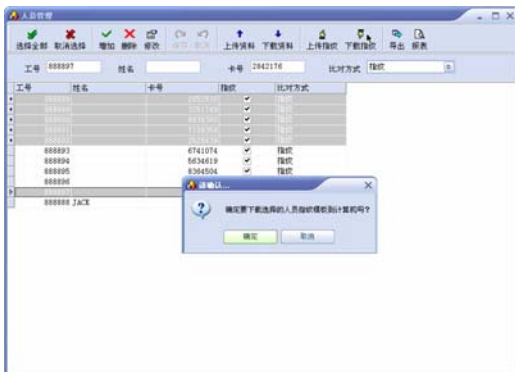 人员管理
选择全部 取消选择 增加 删除 修改 保存 取消 上传资料 下载资料 上传指纹 下载指纹 导出 报表
工号 888897 姓名 卡号 2842176 比对方式 指纹
工号 姓名 卡号 指纹 比对方式
888893 6741074 指纹
888894 5634619 指纹
888895 8364504 指纹
888896
888888 JACK
请确认...
确定要下载选择的人员指纹模板到计算机吗?
确定 取消